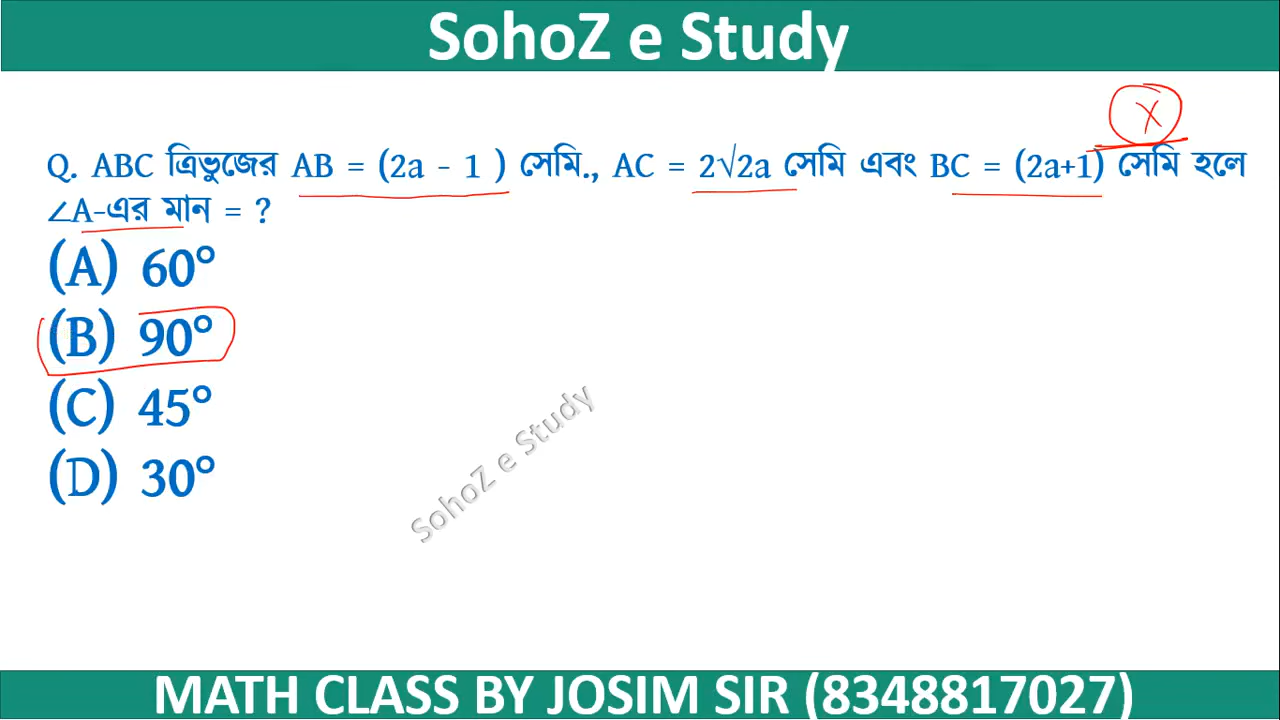 SohoZ e Study
X
Q. ABC ত্রিভুজের AB = (2a - 1 ) সেমি., AC = 2√2a সেমি এবং BC = (2a+1) সেমি হলে
∠A-এর মান = ?
(A) 60°
(B) 90°
(C) 45°
(D) 30°
SohoZ e Study
MATH CLASS BY JOSIM SIR (8348817027)